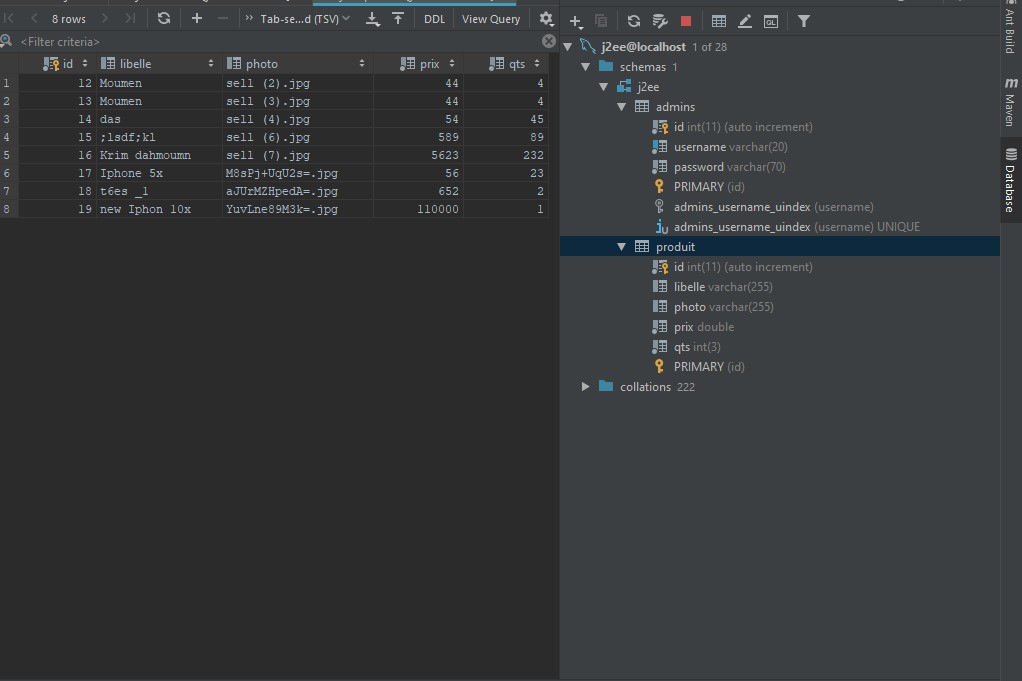 8 rows Tab-se...d (TSV) DDL View Query
<Filter criteria>
id libelle photo prix qts
1 12 Moumen sell (2).jpg 44 4
2 13 Moumen sell (3).jpg 44 4
3 14 das sell (4).jpg 54 45
4 15 ;lsdf;kl sell (6).jpg 589 89
5 16 Krim dahmoumn sell (7).jpg 5623 232
6 17 Iphone 5x M8sPj+UqU2s=.jpg 56 23
7 18 t6es _1 aJUrMZHpedA=.jpg 652 2
8 19 new Iphon 10x YuvLne89M3k=.jpg 110000 1
j2ee@localhost 1 of 28
schemas 1
j2ee
admins
id int(11) (auto increment)
username varchar(20)
password varchar(70)
PRIMARY (id)
admins_username_uindex (username)
admins_username_uindex (username) UNIQUE
produit
id int(11) (auto increment)
libelle varchar(255)
photo varchar(255)
prix double
qts int(3)
PRIMARY (id)
collations 222
Ant Build
m Maven
Database